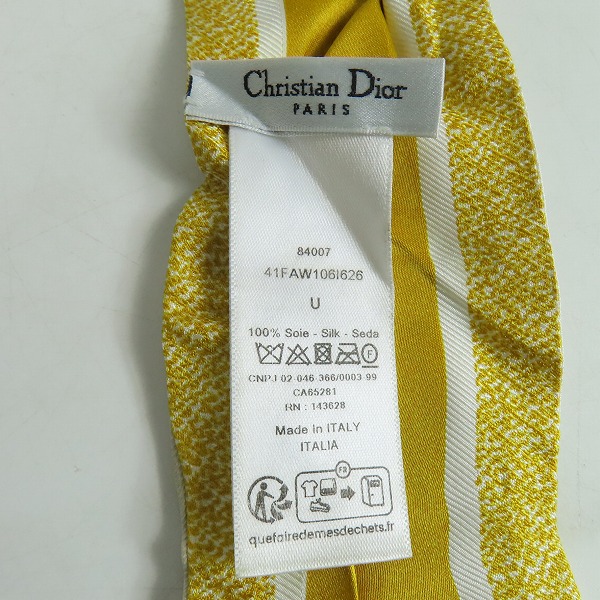 Christian Dior
PARIS
84007
41FAW106I626
U
100% Soie - Silk - Seda
F
CNPJ 02-046-366/0003-99
CA65281
RN : 143628
Made in ITALY
ITALIA
FR
quefairedemesdechets.fr